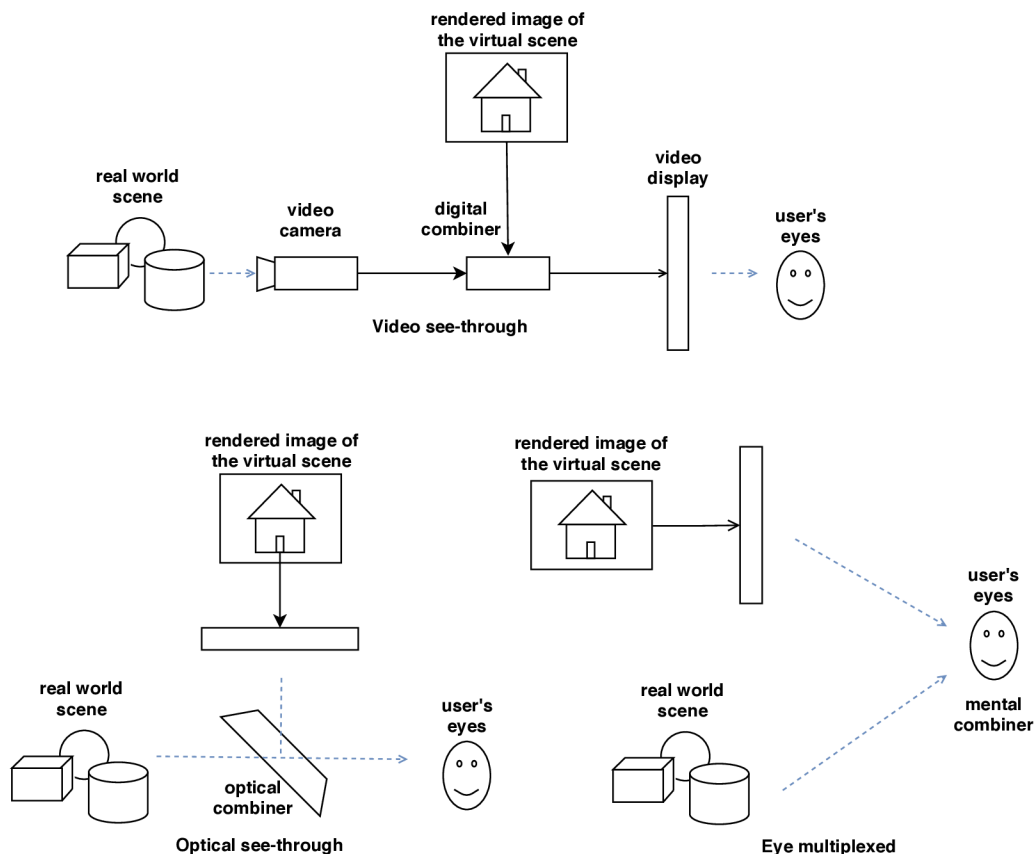 rendered image of
the virtual scene
real world
scene
video
camera
digital
combiner
video
display
user's
eyes
Video see-through
rendered image of
the virtual scene
real world
scene
optical
combiner
user's
eyes
Optical see-through
rendered image of
the virtual scene
real world
scene
user's
eyes
mental
combiner
Eye multiplexed